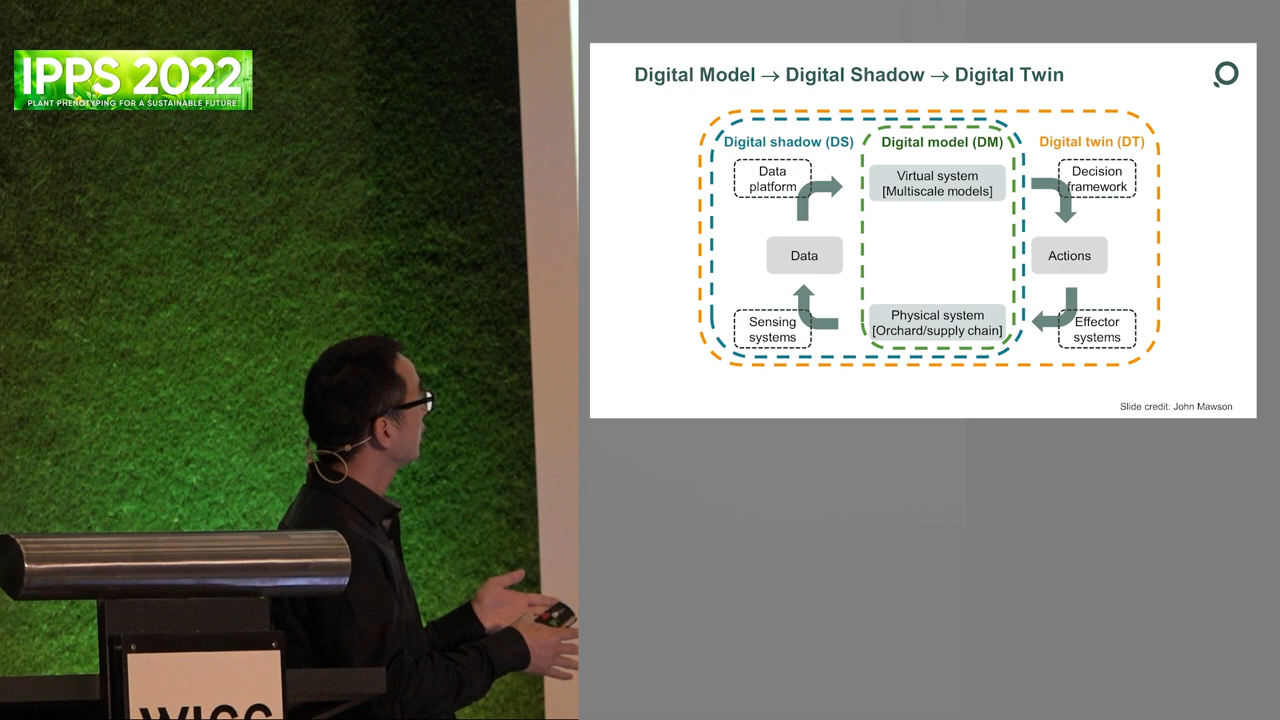 IPPS 2022
PLANT PHENOTYPING FOR A SUSTAINABLE FUTURE
Digital Model → Digital Shadow → Digital Twin
Digital shadow (DS)
Digital model (DM)
Digital twin (DT)
Data
platform
Virtual system
[Multiscale models]
Decision
framework
Data
Actions
Sensing
systems
Physical system
[Orchard/supply chain]
Effector
systems
Slide credit: John Mawson